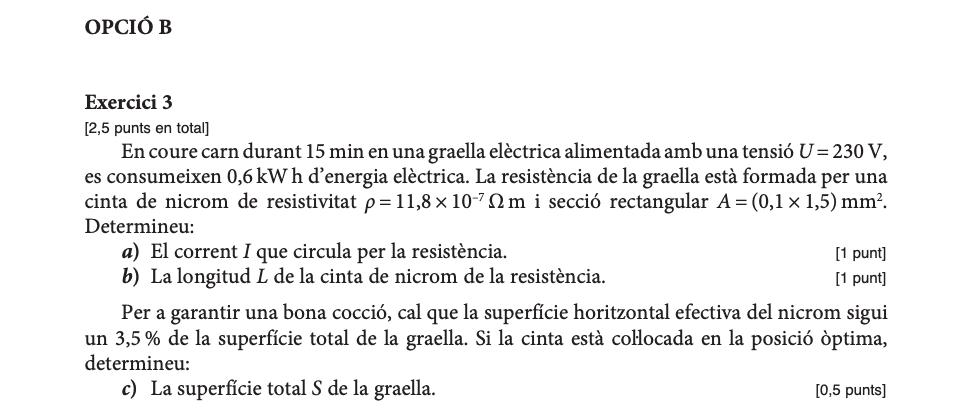 OPCIÓ B
Exercici 3
[2,5 punts en total]
En coure carn durant 15 min en una graella elèctrica alimentada amb una tensió U = 230 V,
es consumeixen 0,6 kW h d’energia elèctrica. La resistència de la graella està formada per una
cinta de nicrom de resistivitat ρ = 11,8 × 10⁻⁷ Ω m i secció rectangular A = (0,1 × 1,5) mm².
Determineu:
a) El corrent I que circula per la resistència. [1 punt]
b) La longitud L de la cinta de nicrom de la resistència. [1 punt]
Per a garantir una bona cocció, cal que la superfície horitzontal efectiva del nicrom sigui
un 3,5 % de la superfície total de la graella. Si la cinta està col·locada en la posició òptima,
determineu:
c) La superfície total S de la graella. [0,5 punts]